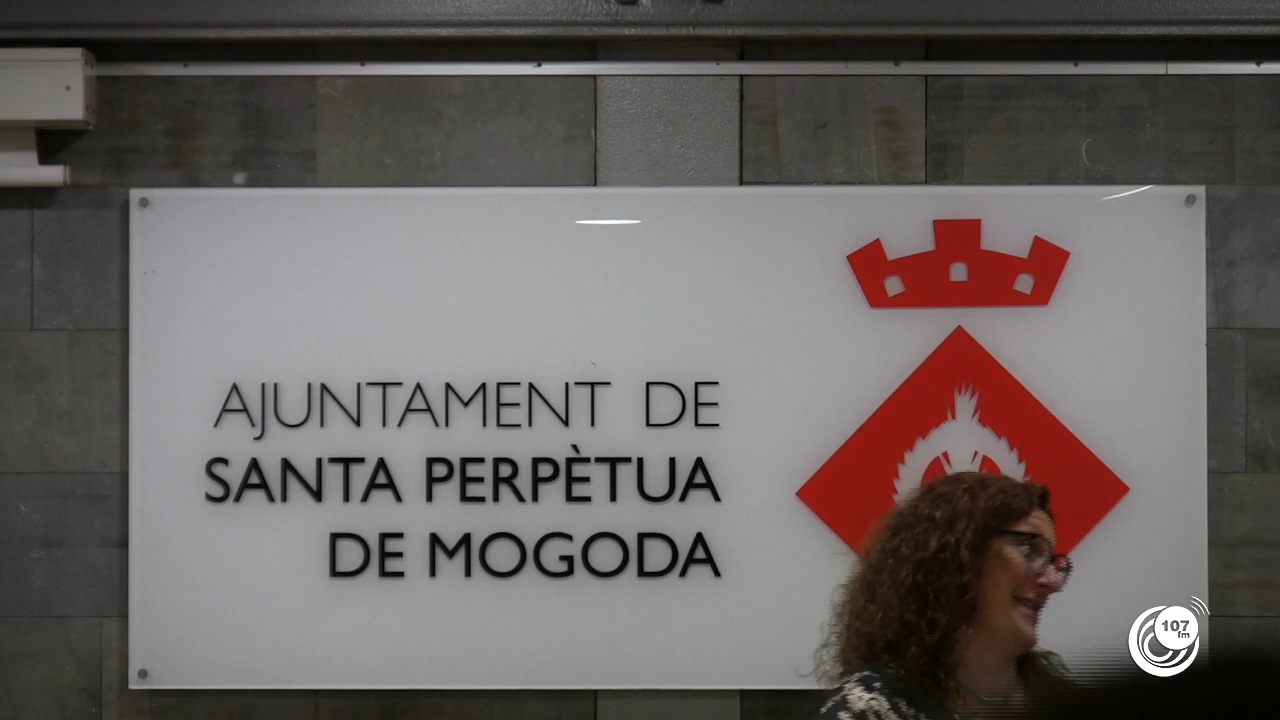 AJUNTAMENT DE
SANTA PERPÈTUA
DE MOGODA
107
fm